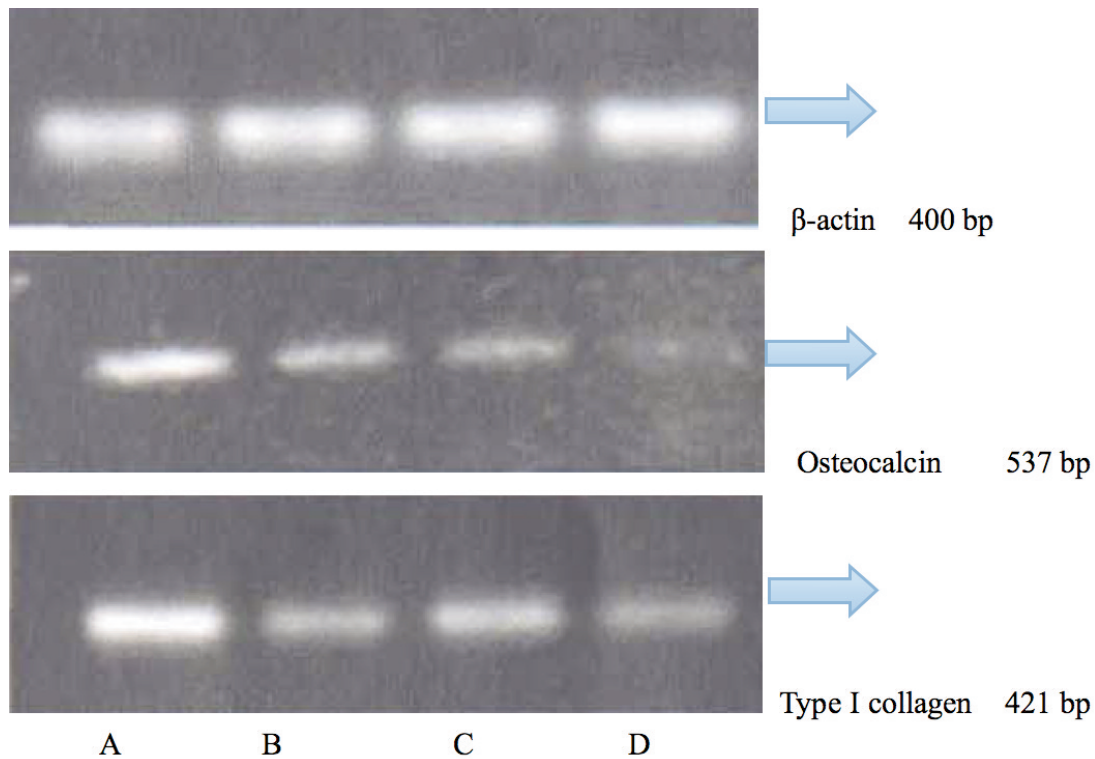 β-actin 400 bp
Osteocalcin 537 bp
Type I collagen 421 bp
A B C D